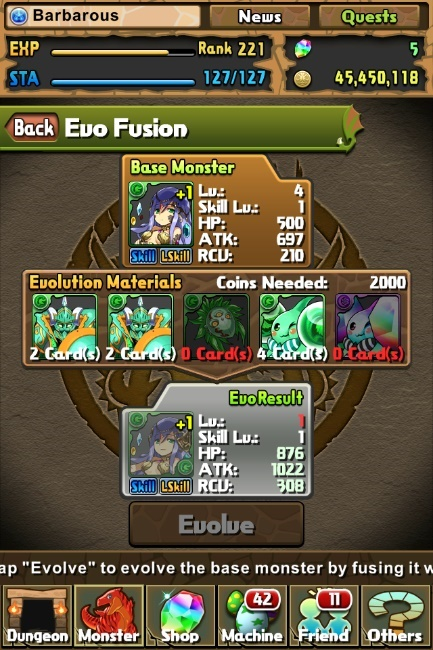 Barbarous
News
Quests
EXP
Rank 221
5
STA
127/127
45,450,118
Back
Evo Fusion
Base Monster
+1
Lv.: 4
Skill Lv.: 1
HP: 500
ATK: 697
RCU: 210
Skill LSkill
Evolution Materials
Coins Needed: 2000
2 Card(s) 2 Card(s) 0 Card(s) 4 Card(s) 0 Card(s)
Evo Result
+1
Lv.: 1
Skill Lv.: 1
HP: 876
ATK: 1022
RCU: 308
Skill LSkill
Evolve
ap "Evolve" to evolve the base monster by fusing it w
42
11
Dungeon Monster Shop Machine Friend Others